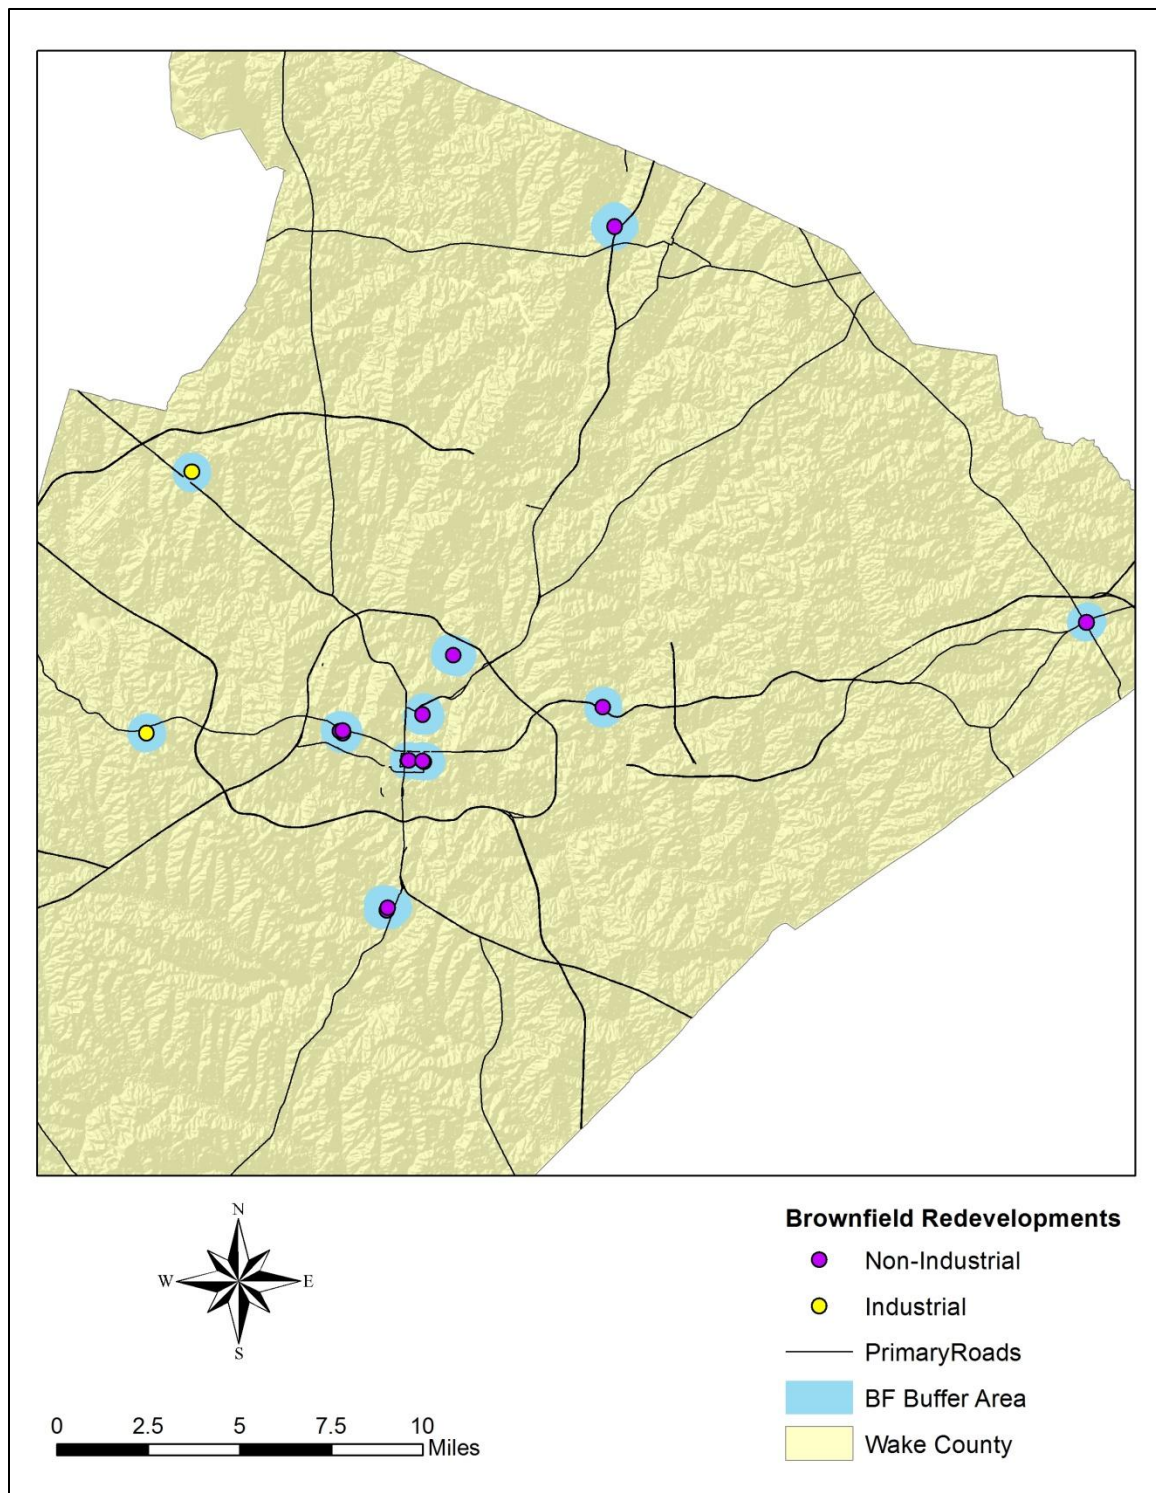 N
W E
S
0 2.5 5 7.5 10
Miles
Brownfield Redevelopments
Non-Industrial
Industrial
PrimaryRoads
BF Buffer Area
Wake County